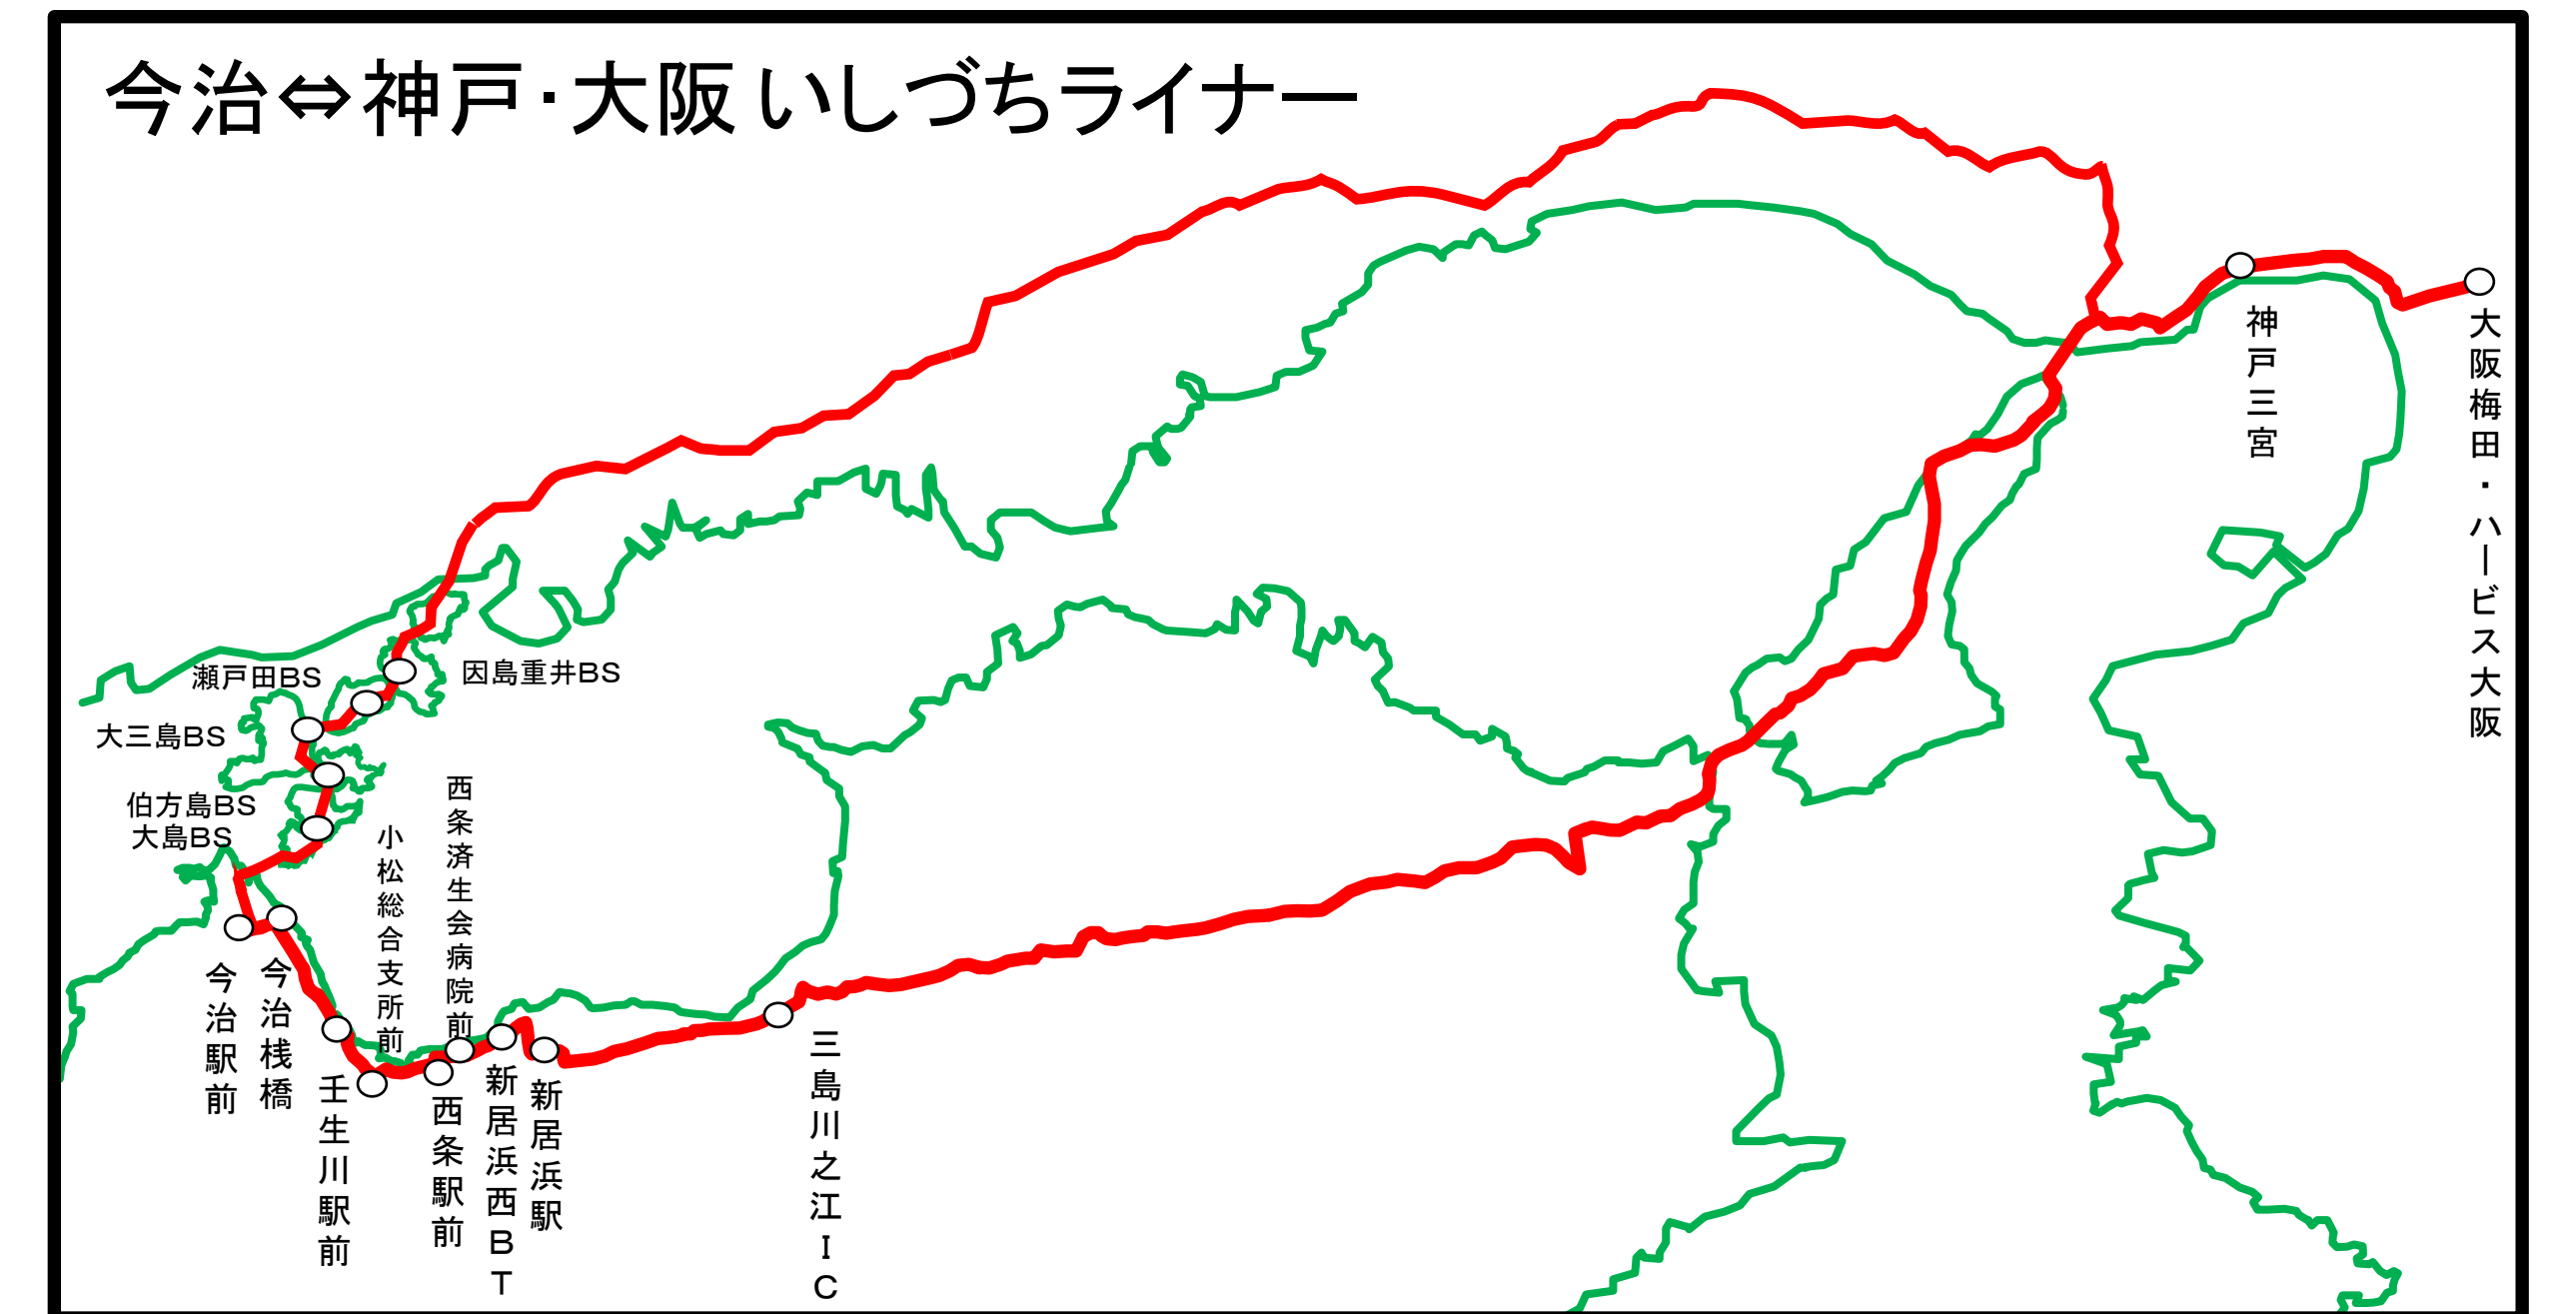 今治⇔神戸・大阪 いしづちライナー
神戸三宮
大阪梅田・ハービス大阪
因島重井BS
瀬戸田BS
大三島BS
伯方島BS
大島BS
小松総合支所前
西条済生会病院前
今治駅前
今治桟橋
壬生川駅前
西条駅前
新居浜西BT
新居浜駅
三島川之江IC